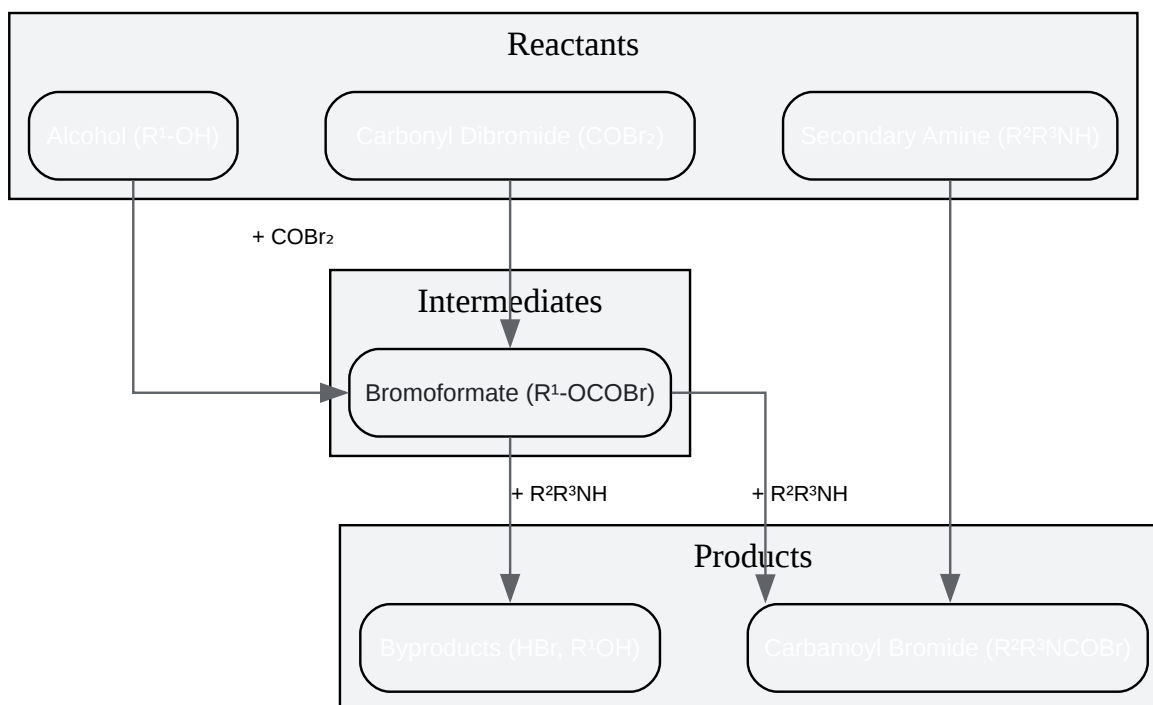 Reactants
Alcohol (R¹-OH)
Carbonyl Dibromide (COBr₂)
Secondary Amine (R²R³NH)
+ COBr₂
Intermediates
Bromoformate (R¹-OCOBr)
+ R²R³NH
+ R²R³NH
Products
Byproducts (HBr, R¹OH)
Carbamoyl Bromide (R²R³NCOBr)